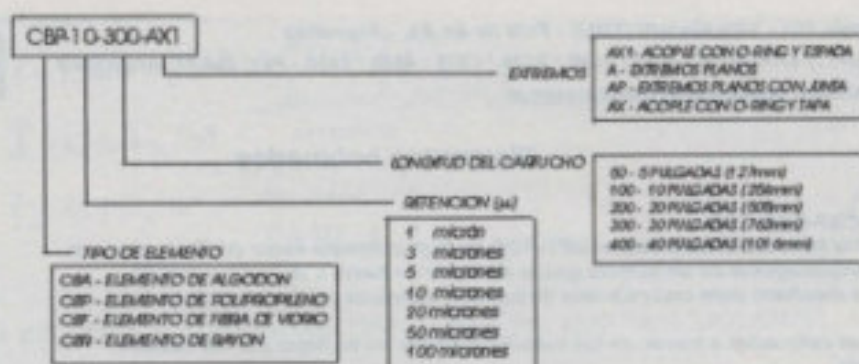 CBP-10-300-AX1
EXTREMOS
AX1- ACOPLE CON O-RING Y ESPADA
A - EXTREMOS PLANOS
AP - EXTREMOS PLANOS CON JUNTA
AX - ACOPLE CON O-RING Y TAPA
LONGITUD DEL CARTUCHO
50 - 5 PULGADAS (127mm)
100 - 10 PULGADAS (254mm)
200 - 20 PULGADAS (508mm)
300 - 30 PULGADAS (762mm)
400 - 40 PULGADAS (1016mm)
RETENCION (µ)
1 micrón
3 micrones
5 micrones
10 micrones
20 micrones
50 micrones
100 micrones
TIPO DE ELEMENTO
CBA - ELEMENTO DE ALGODON
CBP - ELEMENTO DE POLIPROPILENO
CBF - ELEMENTO DE FIBRA DE VIDRIO
CBR - ELEMENTO DE RAYON